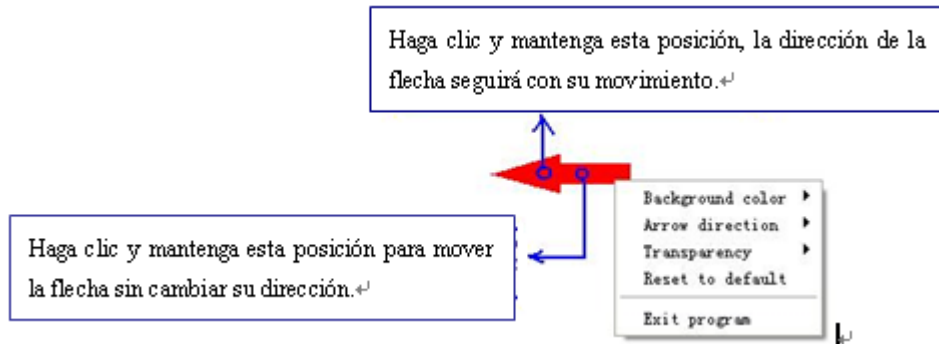 Haga clic y mantenga esta posición, la dirección de la
flecha seguirá con su movimiento.
Background color
Arrow direction
Transparency
Reset to default
Exit program
Haga clic y mantenga esta posición para mover
la flecha sin cambiar su dirección.